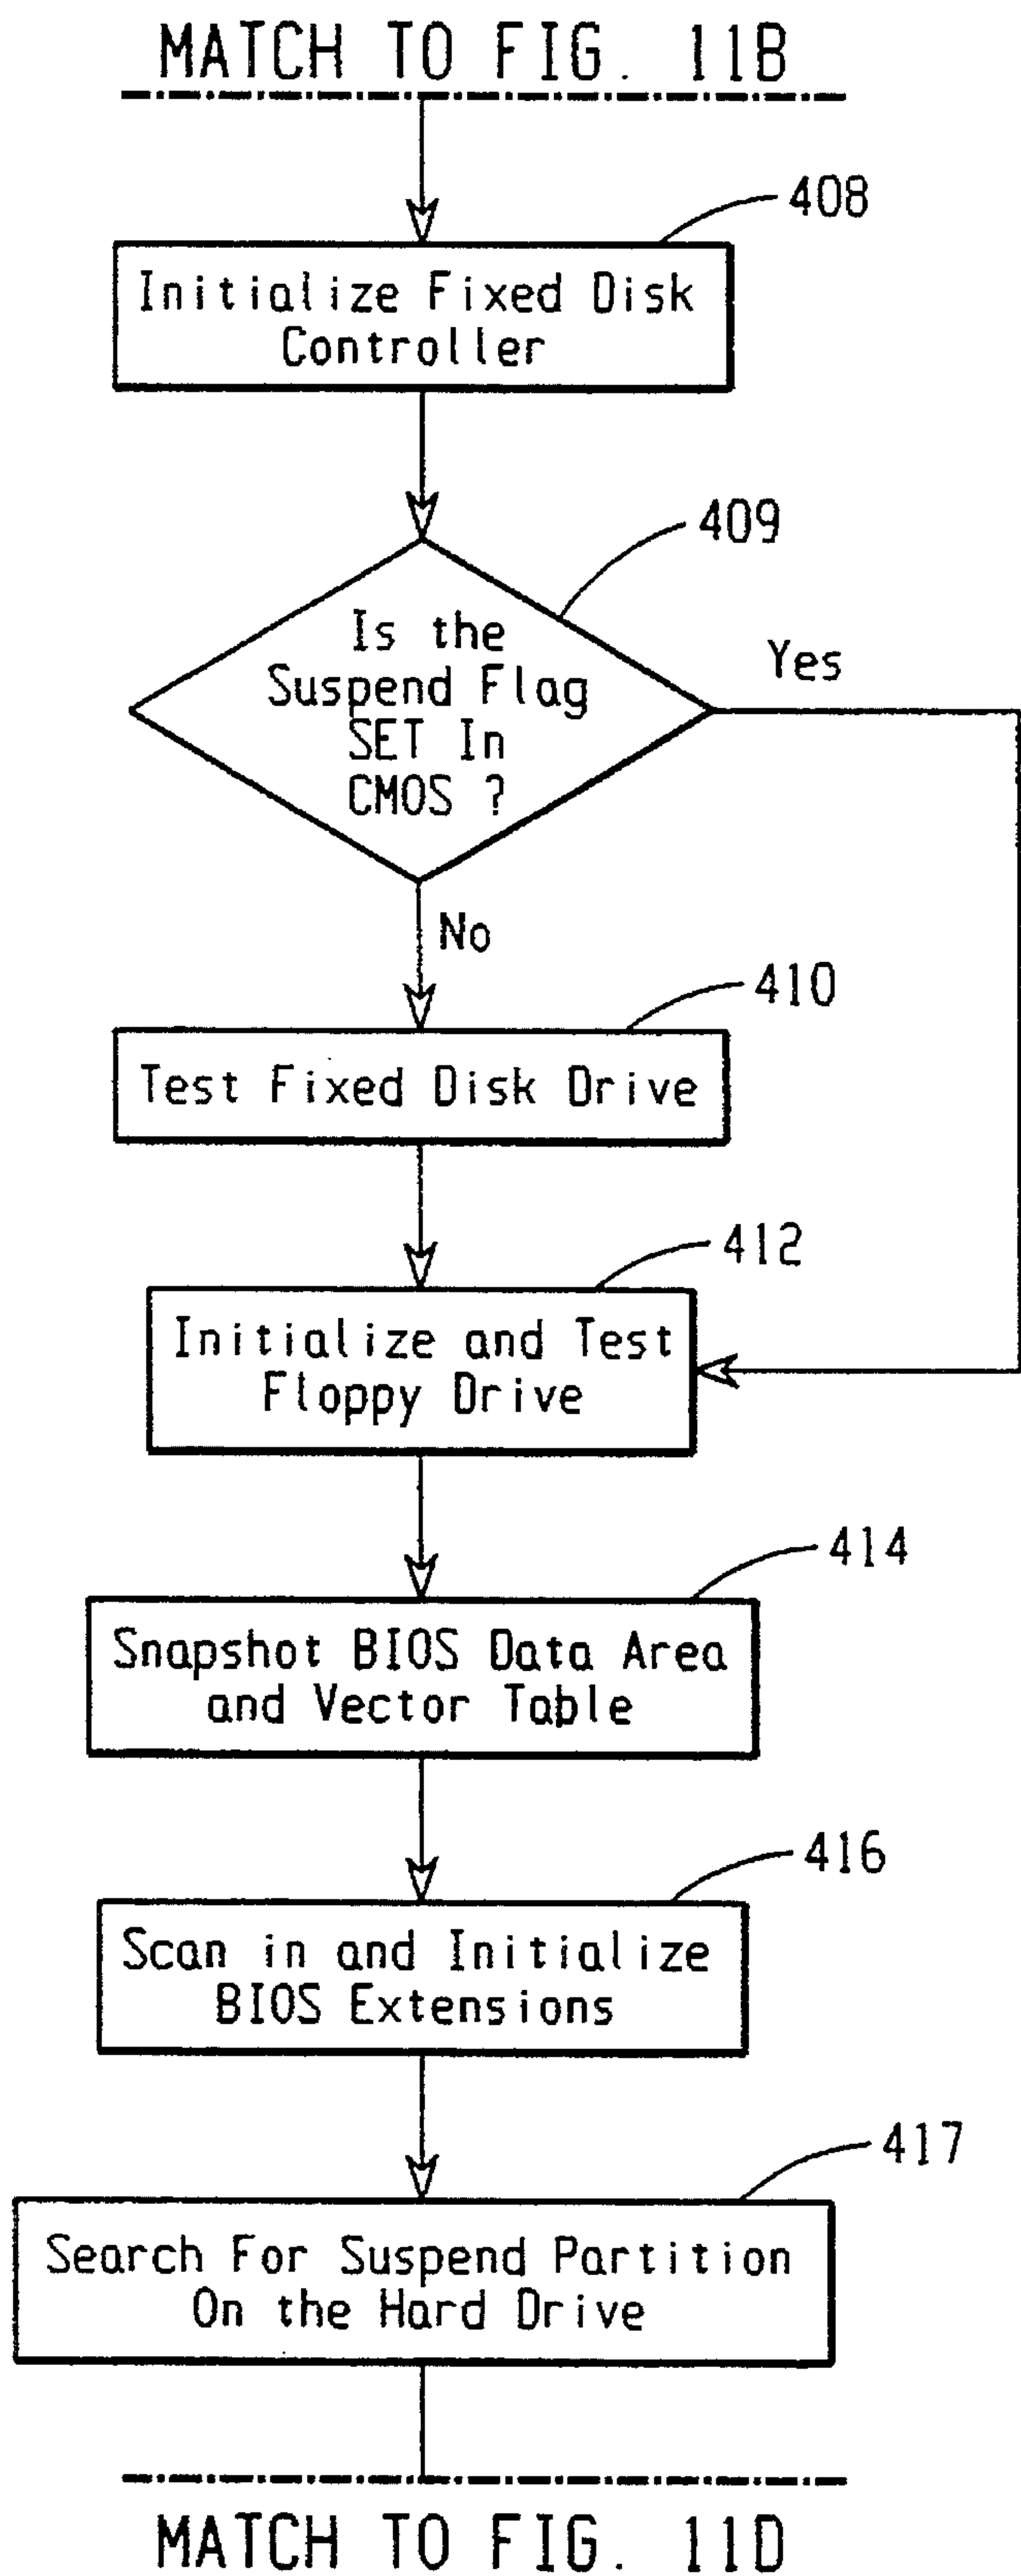 MATCH TO FIG. 11B
408
Initialize Fixed Disk
Controller
409
Is the
Suspend Flag
SET In
CMOS ?
Yes
No
410
Test Fixed Disk Drive
412
Initialize and Test
Floppy Drive
414
Snapshot BIOS Data Area
and Vector Table
416
Scan in and Initialize
BIOS Extensions
417
Search For Suspend Partition
On the Hard Drive
MATCH TO FIG. 11D